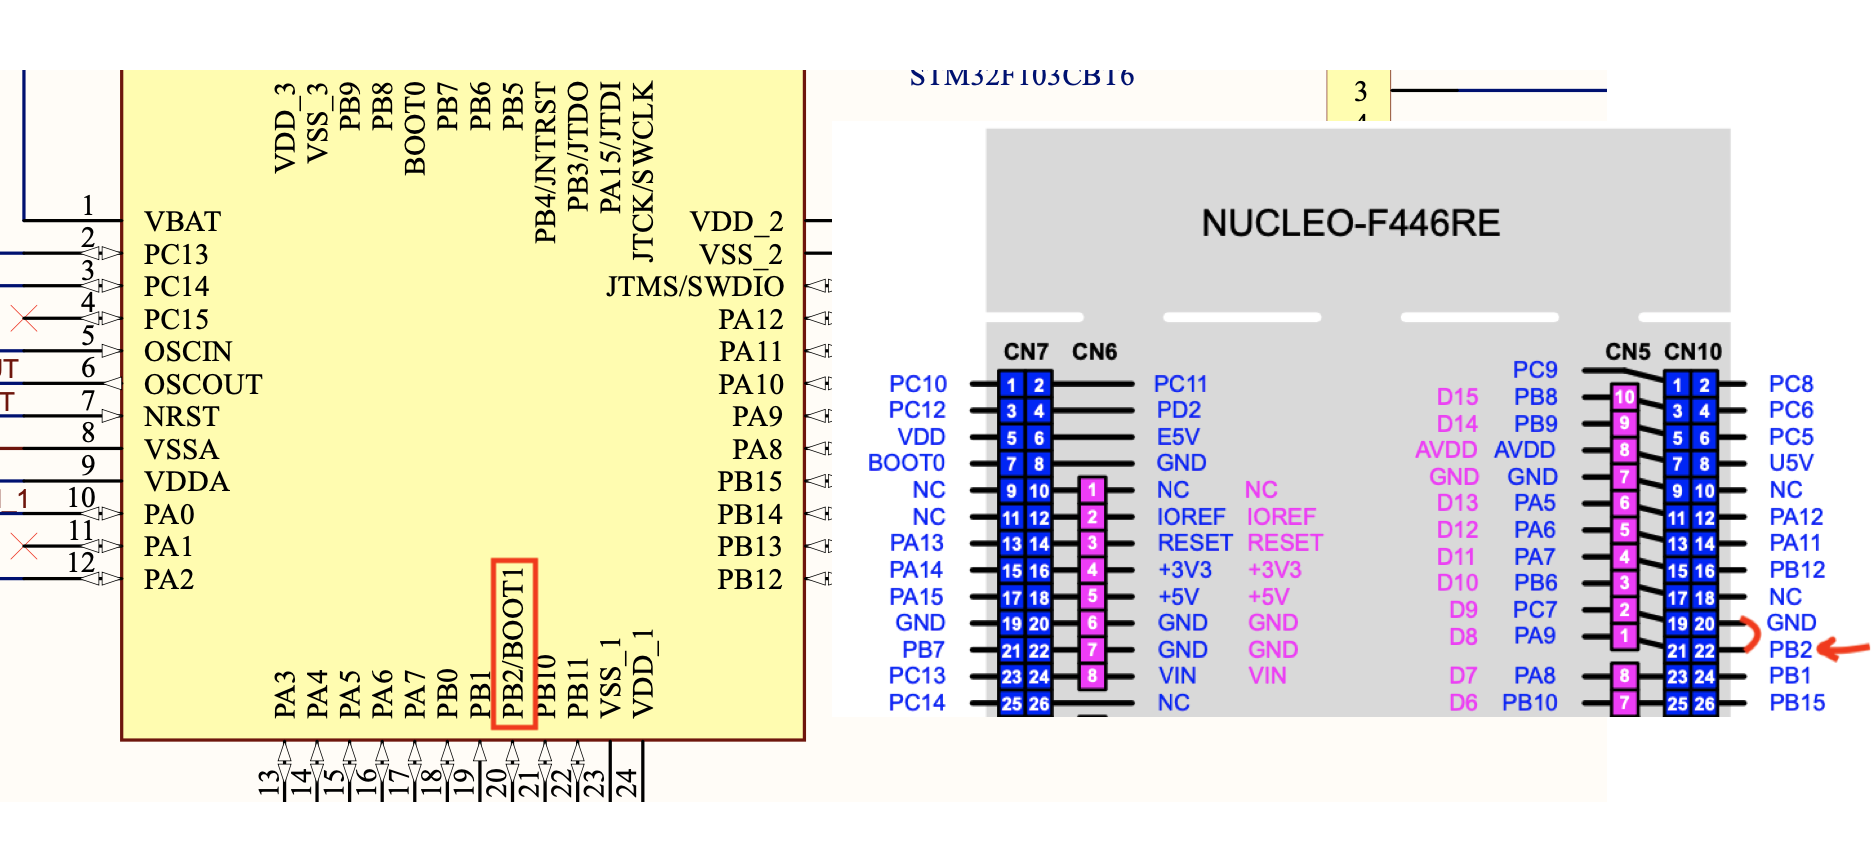 STM32F103CBT6
3
VDD_3
VSS_3
PB9
PB8
BOOT0
PB7
PB6
PB5
PB4/JNTRST
PB3/JTDO
PA15/JTDI
JTCK/SWCLK
1 VBAT
2 PC13
3 PC14
4 PC15
5 OSCIN
6 OSCOUT
7 NRST
8 VSSA
9 VDDA
10 PA0
11 PA1
12 PA2
VDD_2
VSS_2
JTMS/SWDIO
PA12
PA11
PA10
PA9
PA8
PB15
PB14
PB13
PB12
PA3
PA4
PA5
PA6
PA7
PB0
PB1
PB2/BOOT1
PB10
PB11
VSS_1
VDD_1
13
14
15
16
17
18
19
20
21
22
23
24
NUCLEO-F446RE
CN7 CN6 CN5 CN10
PC10 1 2 PC11
PC12 3 4 PD2
VDD 5 6 E5V
BOOT0 7 8 GND
NC 9 10 1 NC NC
NC 11 12 2 IOREF IOREF
PA13 13 14 3 RESET RESET
PA14 15 16 4 +3V3 +3V3
PA15 17 18 5 +5V +5V
GND 19 20 6 GND GND
PB7 21 22 7 GND GND
PC13 23 24 8 VIN VIN
PC14 25 26 NC
PC9 1 2 PC8
D15 PB8 10 3 4 PC6
D14 PB9 9 5 6 PC5
AVDD AVDD 8 7 8 U5V
GND GND 7 9 10 NC
D13 PA5 6 11 12 PA12
D12 PA6 5 13 14 PA11
D11 PA7 4 15 16 PB12
D10 PB6 3 17 18 NC
D9 PC7 2 19 20 GND
D8 PA9 1 21 22 PB2
D7 PA8 8 23 24 PB1
D6 PB10 7 25 26 PB15